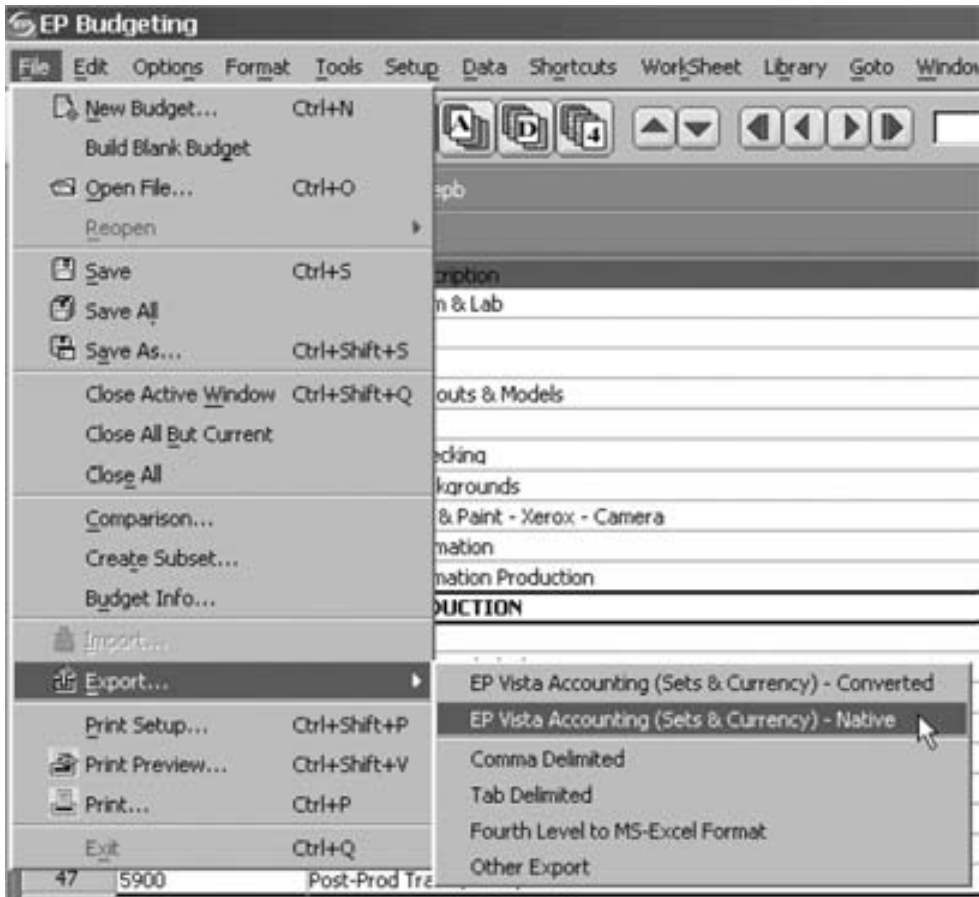 EP Budgeting
File Edit Options Format Tools Setup Data Shortcuts WorkSheet Library Goto Window
New Budget... Ctrl+N
A D 4
Build Blank Budget
Open File... Ctrl+O
epb
Reopen
Save Ctrl+S
cription
Save All
m & Lab
Save As... Ctrl+Shift+S
Close Active Window Ctrl+Shift+Q
outs & Models
Close All But Current
ecking
Close All
kgrounds
Comparison...
& Paint - Xerox - Camera
Create Subset...
mation
Budget Info...
mation Production
DUCTION
Import...
Export...
EP Vista Accounting (Sets & Currency) - Converted
EP Vista Accounting (Sets & Currency) - Native
Print Setup... Ctrl+Shift+P
Print Preview... Ctrl+Shift+V
Comma Delimited
Tab Delimited
Print... Ctrl+P
Fourth Level to MS-Excel Format
Exit Ctrl+Q
Other Export
47 5900 Post-Prod Tra